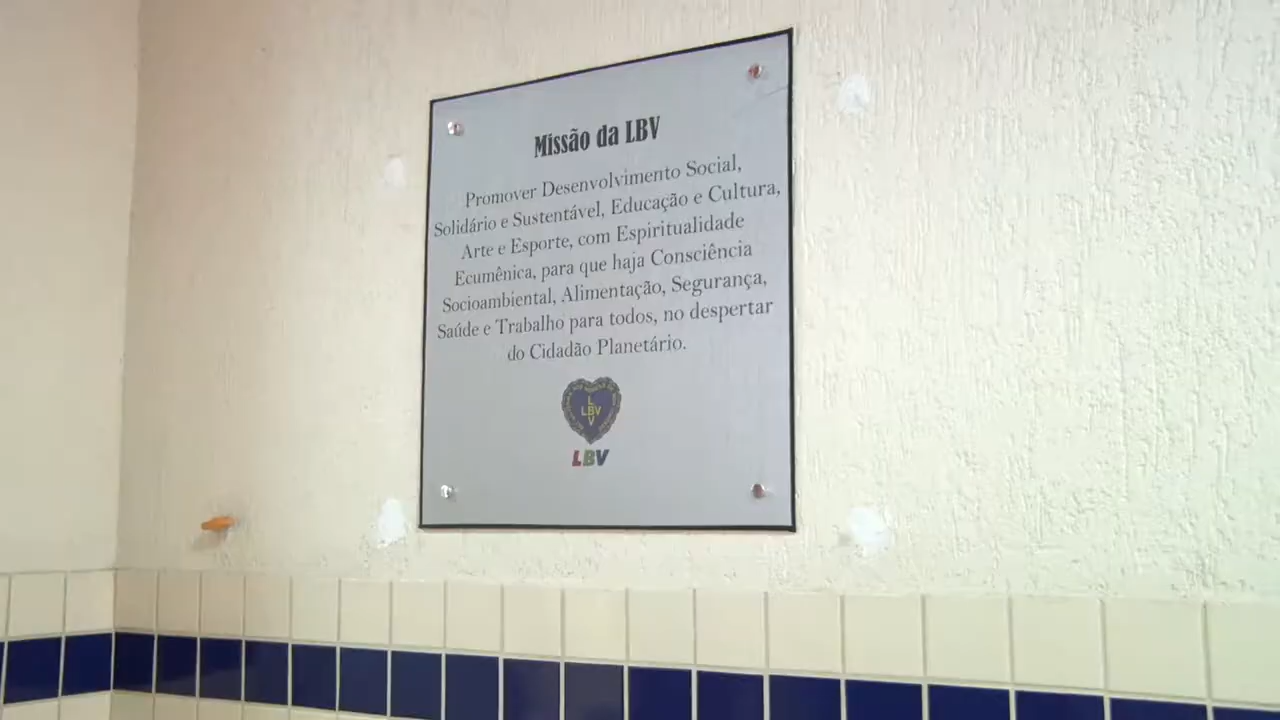 Missão da LBV
Promover Desenvolvimento Social,
Solidário e Sustentável, Educação e Cultura,
Arte e Esporte, com Espiritualidade
Ecumênica, para que haja Consciência
Socioambiental, Alimentação, Segurança,
Saúde e Trabalho para todos, no despertar
do Cidadão Planetário.
L
LBV
V
LBV